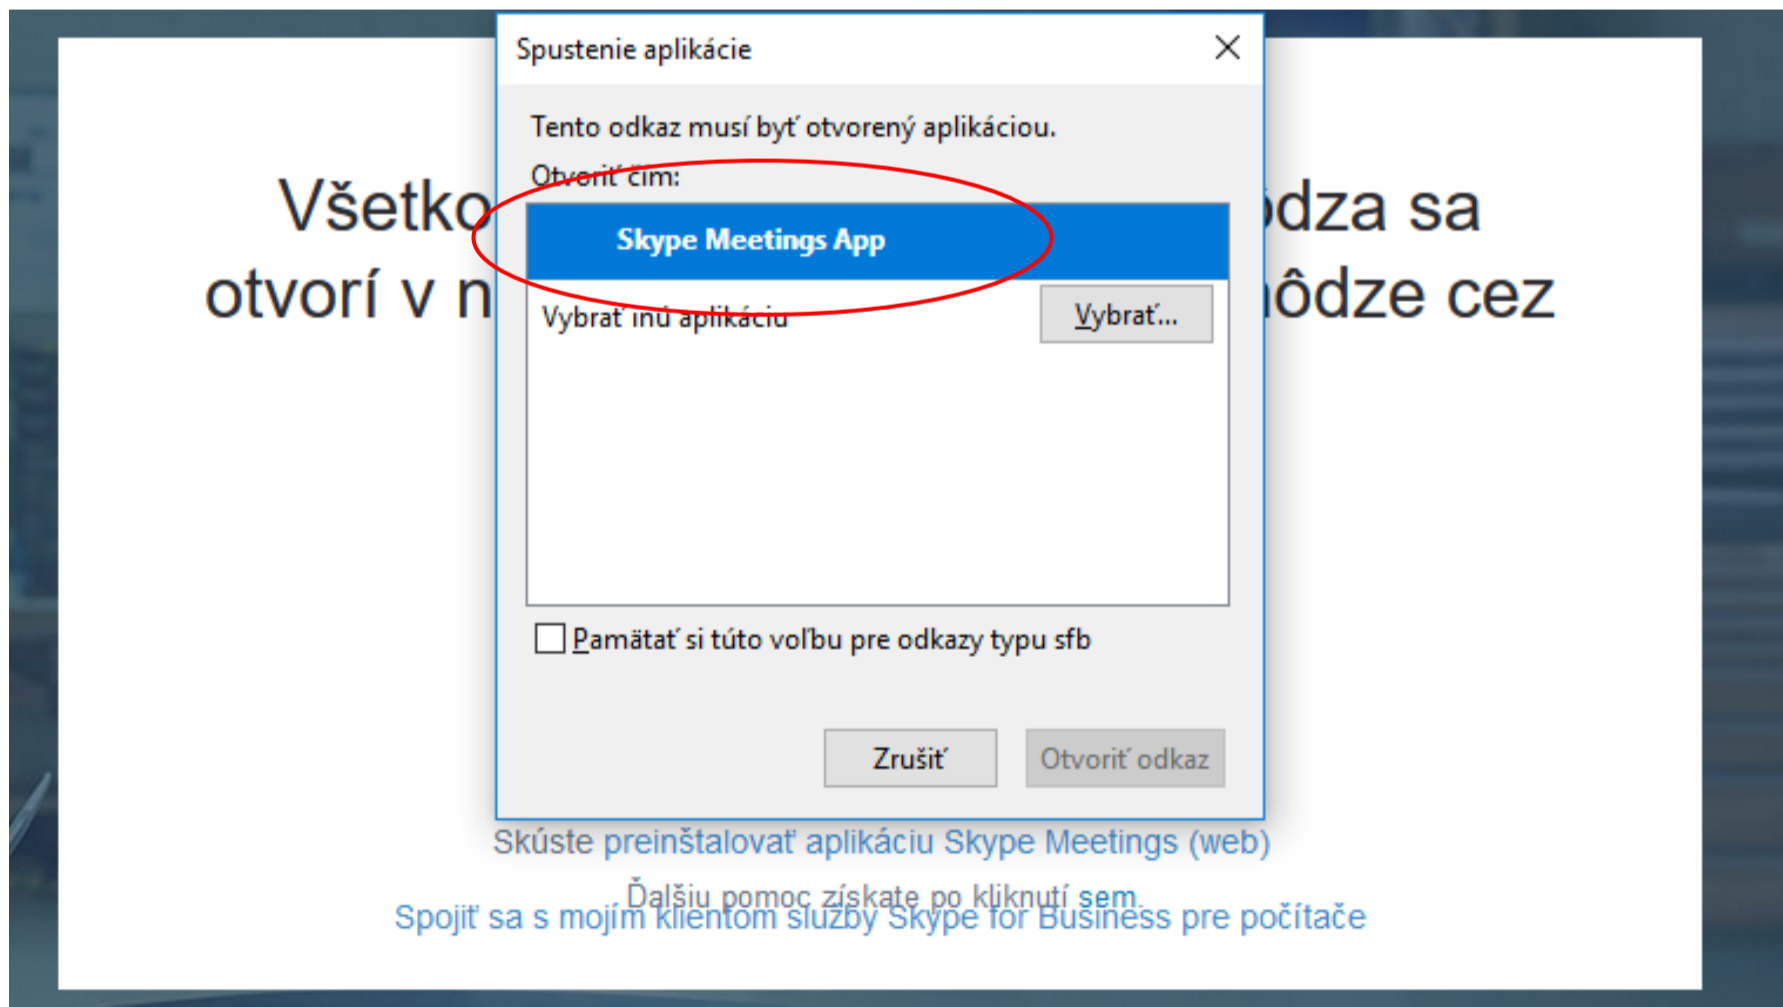 Spustenie aplikácie
Tento odkaz musí byť otvorený aplikáciou.
Otvoriť čím:
Všetko
dza sa
Skype Meetings App
otvorí v n
ôdze cez
Vybrať inú aplikáciu
Vybrať...
Pamätať si túto voľbu pre odkazy typu sfb
Zrušiť
Otvoriť odkaz
Skúste preinštalovať aplikáciu Skype Meetings (web)
Ďalšiu pomoc získate po kliknutí sem.
Spojiť sa s mojím klientom služby Skype for Business pre počítače